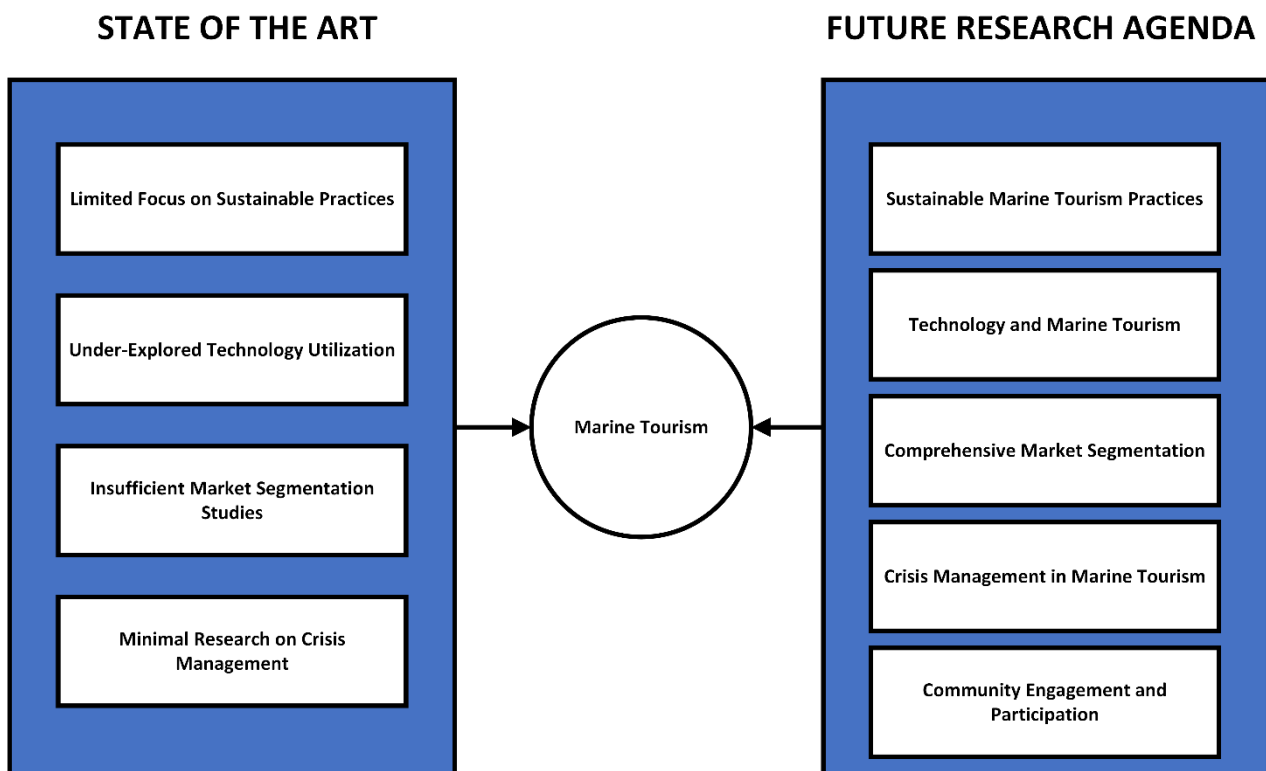 STATE OF THE ART
Limited Focus on Sustainable Practices
Under-Explored Technology Utilization
Insufficient Market Segmentation
Studies
Minimal Research on Crisis
Management
Marine Tourism
FUTURE RESEARCH AGENDA
Sustainable Marine Tourism Practices
Technology and Marine Tourism
Comprehensive Market Segmentation
Crisis Management in Marine Tourism
Community Engagement and
Participation